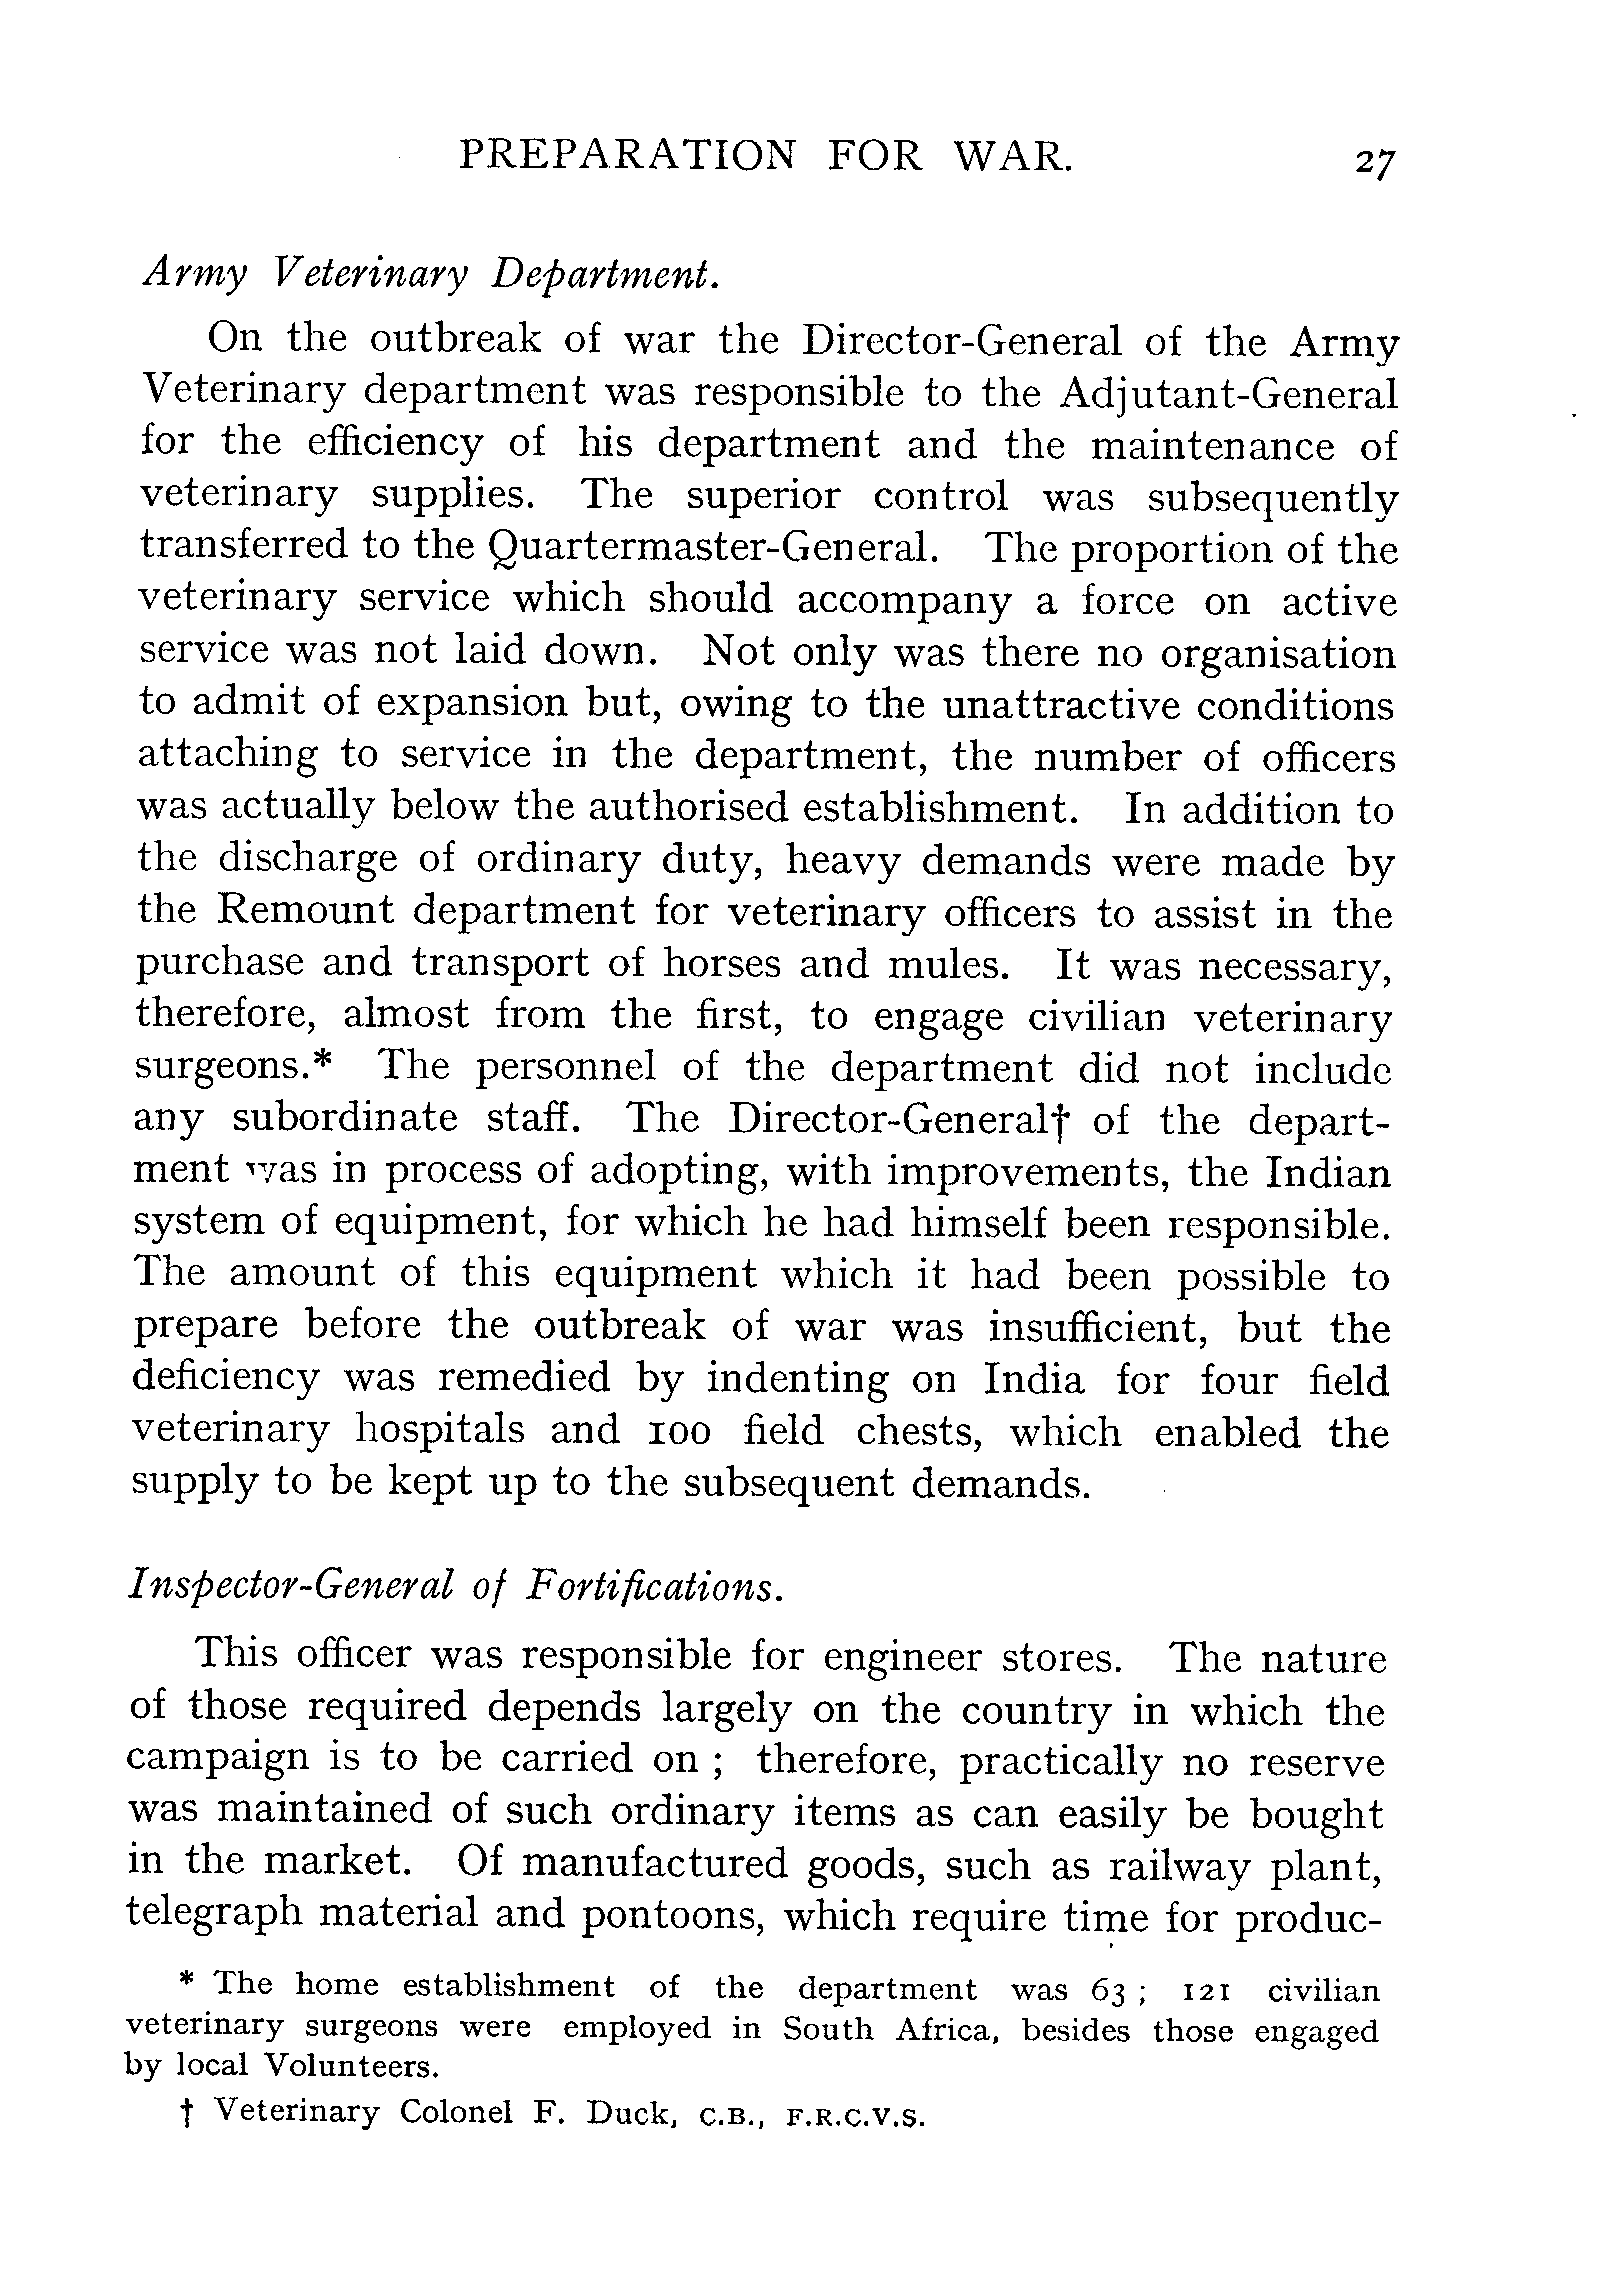 PREPARATION FOR WAR. 27
Army Veterinary Department.
On the outbreak of war the Director-General of the Army
Veterinary department was responsible to the Adjutant-General
for the efficiency of his department and the maintenance of
veterinary supplies. The superior control was subsequently
transferred to the Quartermaster-General. The proportion of the
veterinary service which should accompany a force on active
service was not laid down. Not only was there no organisation
to admit of expansion but, owing to the unattractive conditions
attaching to service in the department, the number of officers
was actually below the authorised establishment. In addition to
the discharge of ordinary duty, heavy demands were made by
the Remount department for veterinary officers to assist in the
purchase and transport of horses and mules. It was necessary,
therefore, almost from the first, to engage civilian veterinary
surgeons.* The personnel of the department did not include
any subordinate staff. The Director-General† of the depart-
ment was in process of adopting, with improvements, the Indian
system of equipment, for which he had himself been responsible.
The amount of this equipment which it had been possible to
prepare before the outbreak of war was insufficient, but the
deficiency was remedied by indenting on India for four field
veterinary hospitals and 100 field chests, which enabled the
supply to be kept up to the subsequent demands.
Inspector-General of Fortifications.
This officer was responsible for engineer stores. The nature
of those required depends largely on the country in which the
campaign is to be carried on ; therefore, practically no reserve
was maintained of such ordinary items as can easily be bought
in the market. Of manufactured goods, such as railway plant,
telegraph material and pontoons, which require time for produc-
* The home establishment of the department was 63 ; 121 civilian
veterinary surgeons were employed in South Africa, besides those engaged
by local Volunteers.
† Veterinary Colonel F. Duck, C.B., F.R.C.V.S.